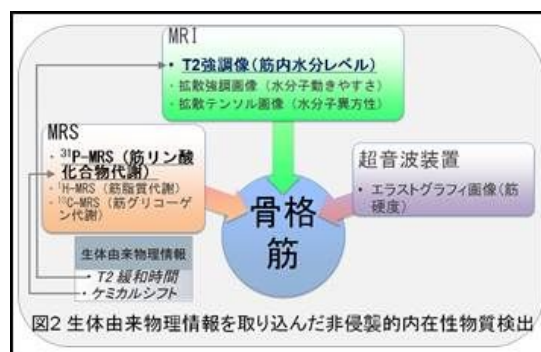 MRI
・T2強調像(筋内水分レベル)
・拡散強調画像（水分子動きやすさ）
・拡散テンソル画像（水分子異方性）
MRS
・³¹P-MRS（筋リン酸
化合物代謝）
・¹H-MRS（筋脂質代謝）
・¹³C-MRS（筋グリコーゲ
ン代謝）
超音波装置
・エラストグラフィ画像(筋
硬度)
骨格
筋
生体由来物理情報
・T2 緩和時間
・ケミカルシフト
図2 生体由来物理情報を取り込んだ非侵襲的内在性物質検出